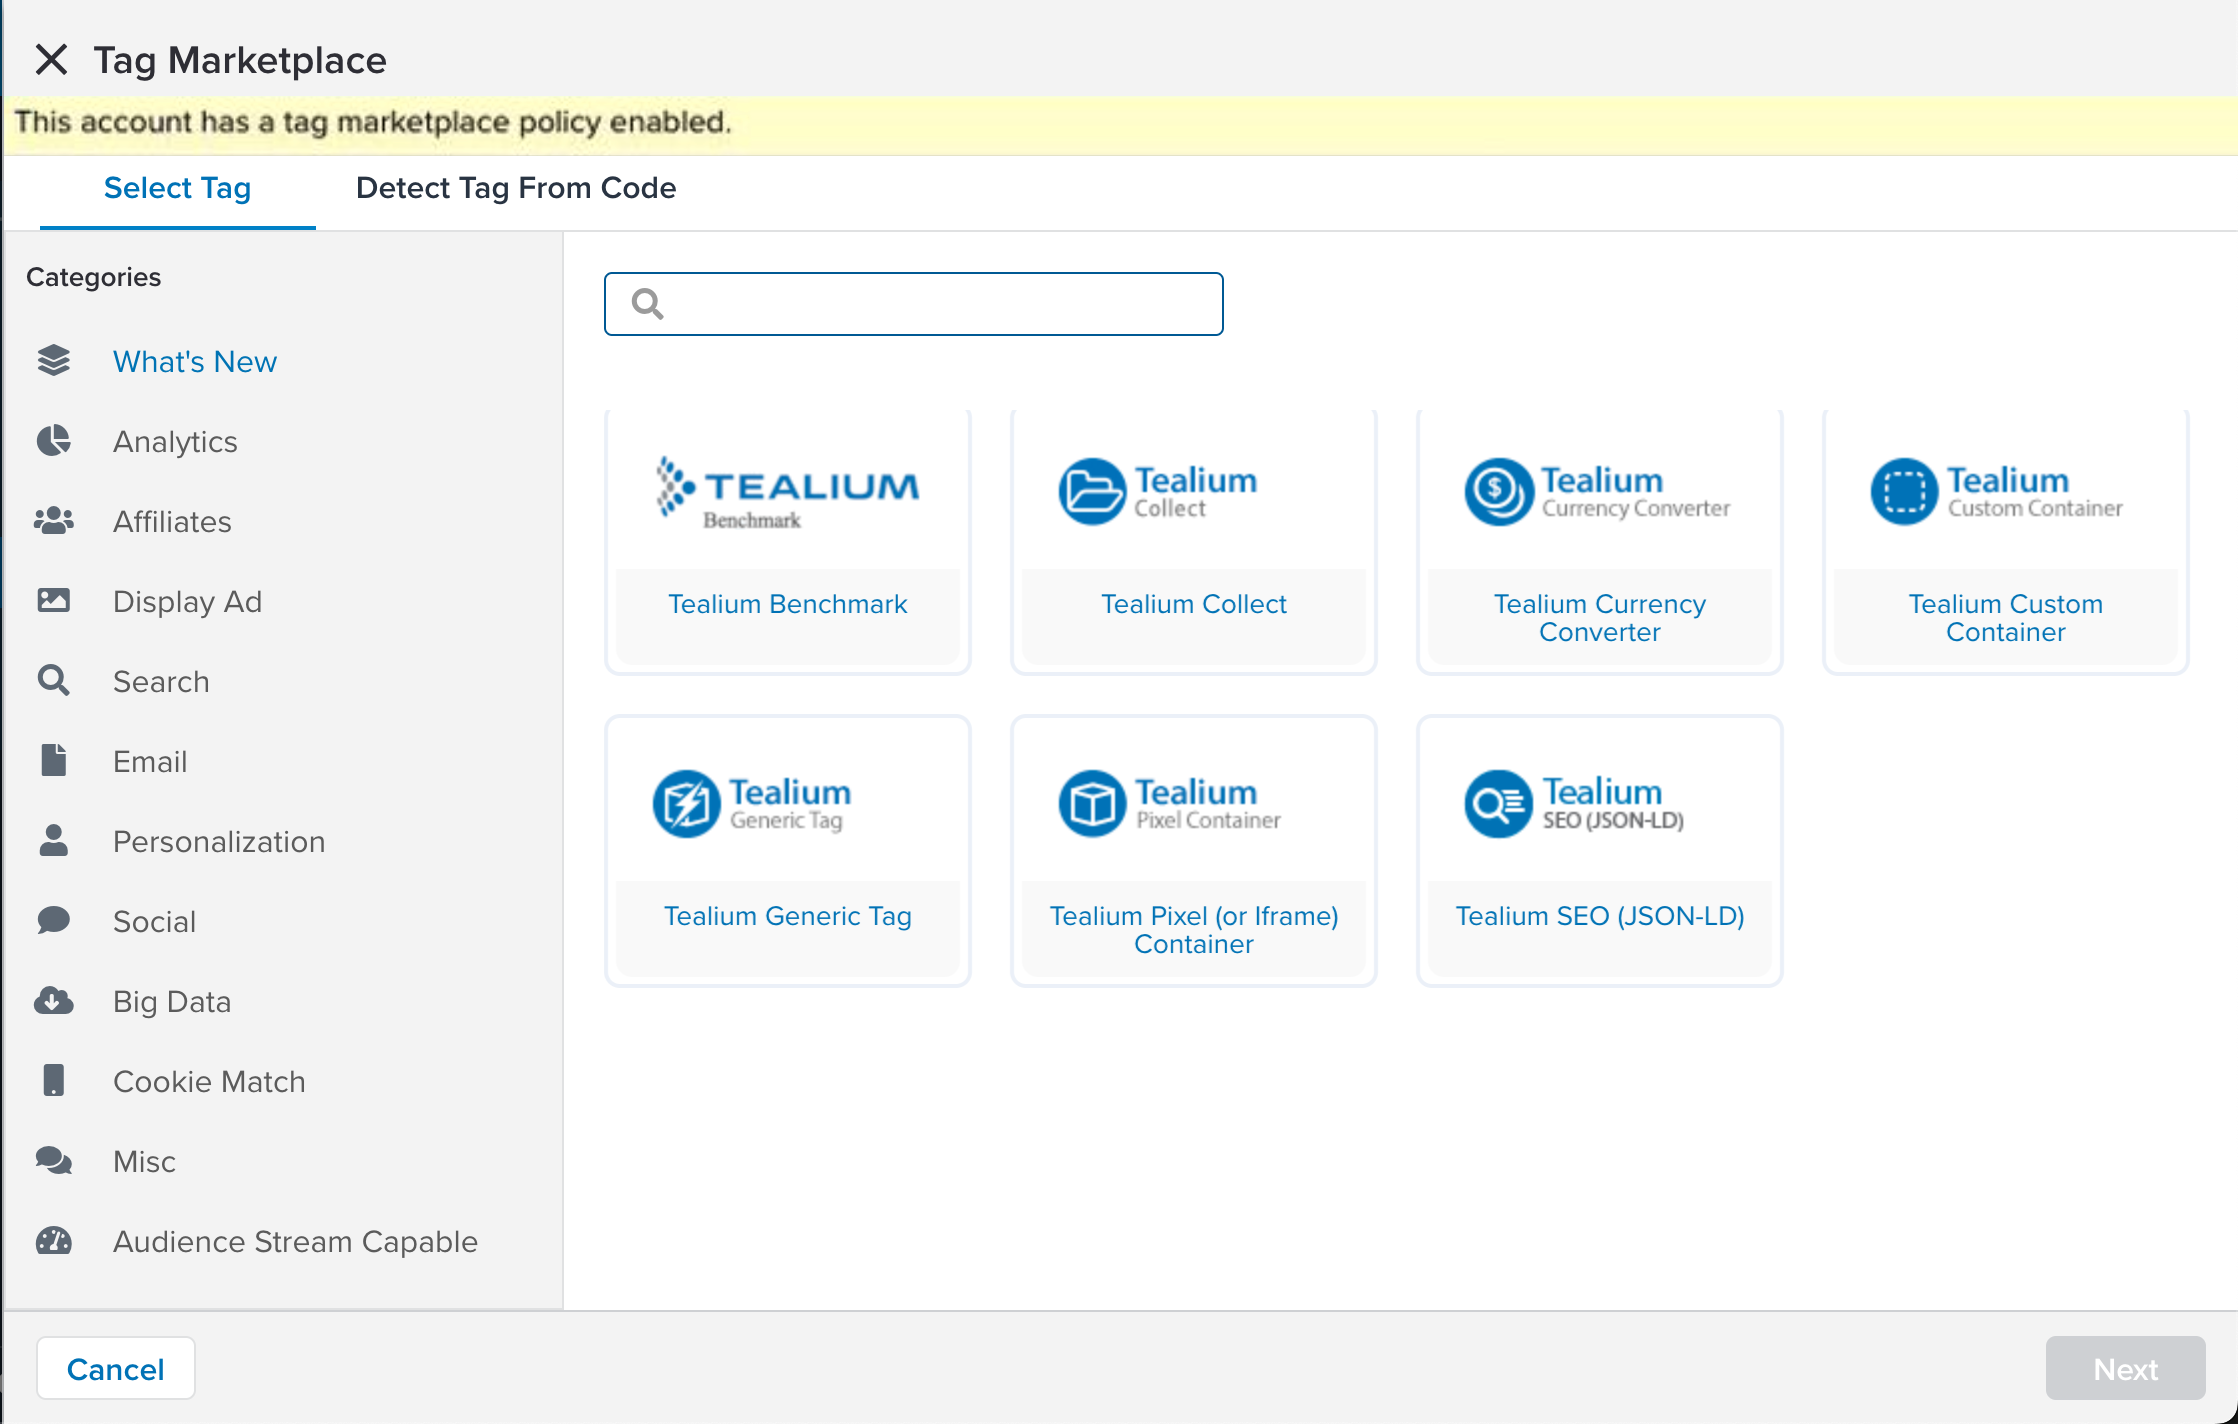 Tag Marketplace
This account has a tag marketplace policy enabled.
Select Tag
Detect Tag From Code
Categories
What's New
Analytics
Affiliates
Display Ad
Search
Email
Personalization
Social
Big Data
Cookie Match
Misc
Audience Stream Capable
TEALIUM
Benchmark
Tealium Benchmark
Tealium
Collect
Tealium Collect
Tealium
Currency Converter
Tealium Currency
Converter
Tealium
Custom Container
Tealium Custom
Container
Tealium
Generic Tag
Tealium Generic Tag
Tealium
Pixel Container
Tealium Pixel (or Iframe)
Container
Tealium
SEO (JSON-LD)
Tealium SEO (JSON-LD)
Cancel
Next